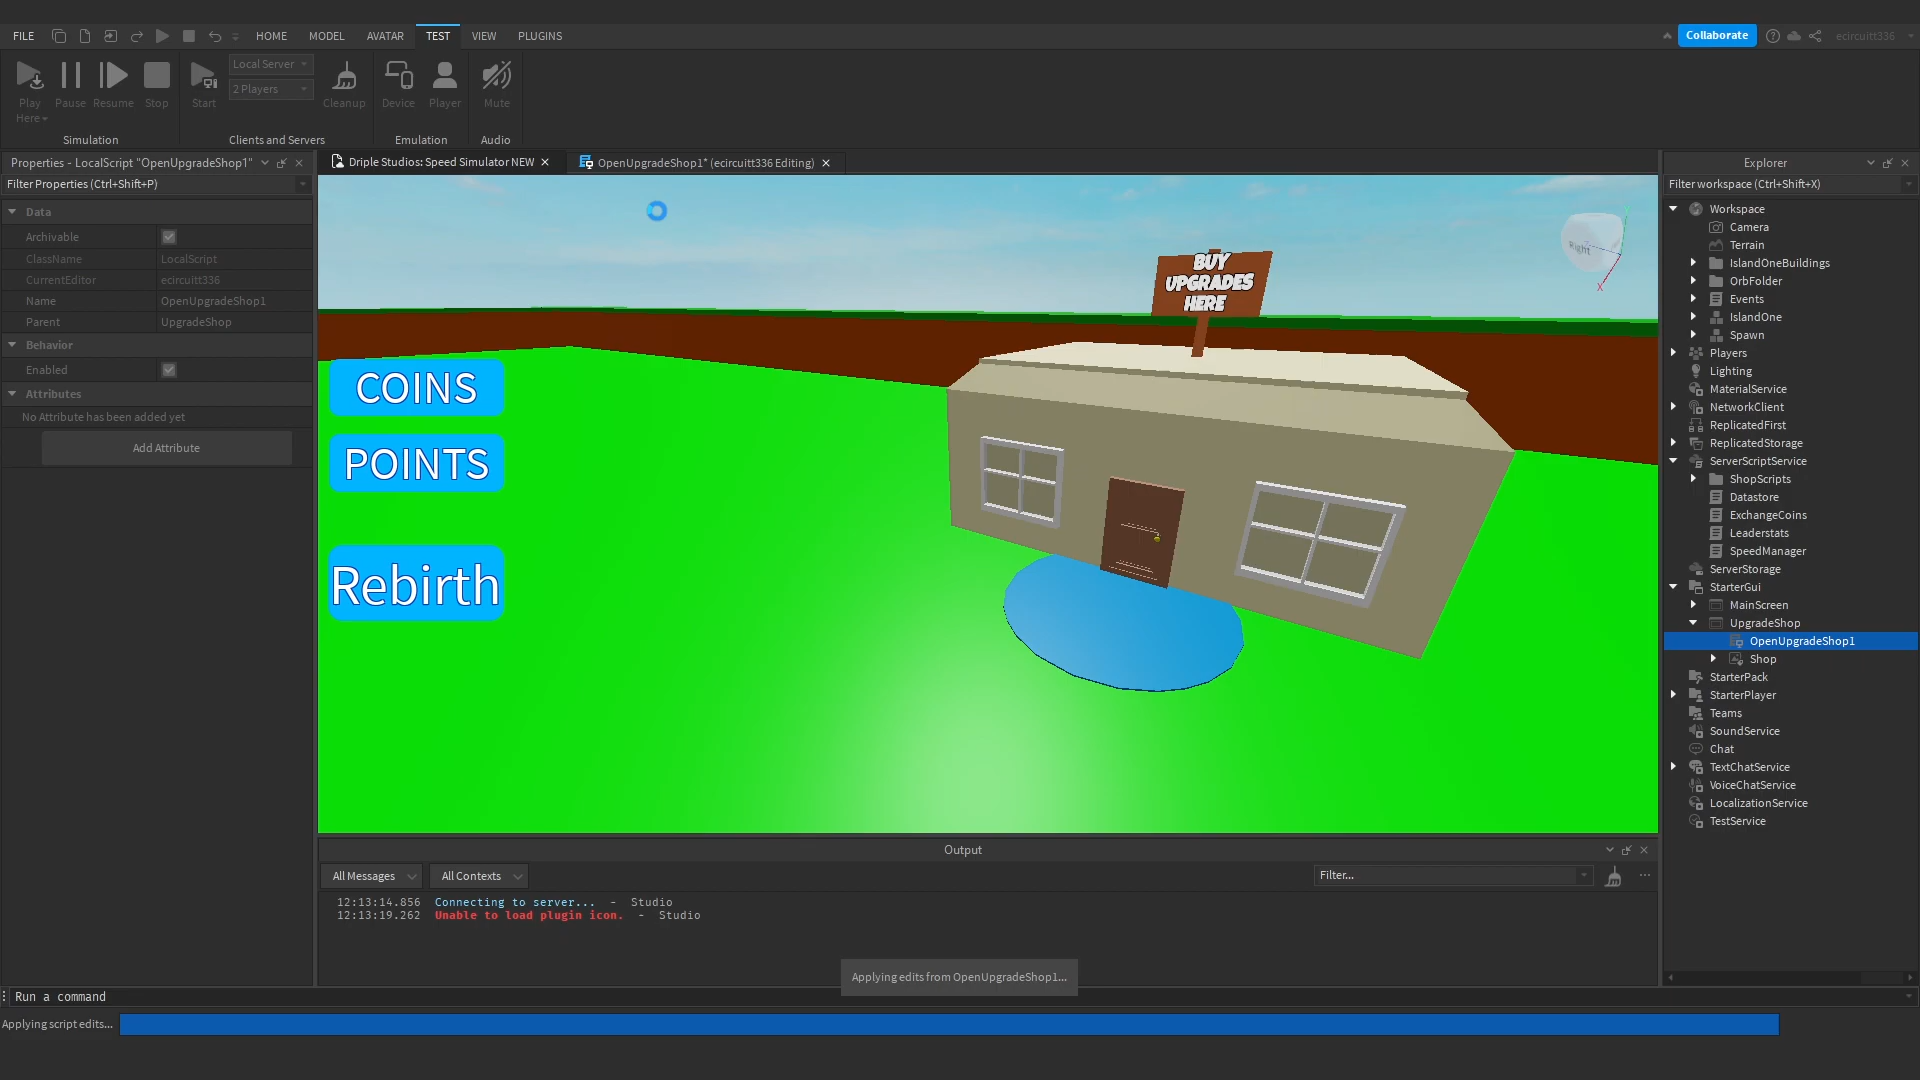 FILE
HOME
MODEL
AVATAR
TEST
VIEW
PLUGINS
Collaborate
ecircuitt336
Play
Here
Pause
Resume
Stop
Simulation
Start
Local Server
2 Players
Cleanup
Clients and Servers
Device
Player
Emulation
Mute
Audio
Properties - LocalScript "OpenUpgradeShop1"
Filter Properties (Ctrl+Shift+P)
Data
Archivable
ClassName LocalScript
CurrentEditor ecircuitt336
Name OpenUpgradeShop1
Parent UpgradeShop
Behavior
Enabled
Attributes
No Attribute has been added yet
Add Attribute
Driple Studios: Speed Simulator NEW
OpenUpgradeShop1* (ecircuitt336 Editing)
BUY
UPGRADES
HERE
Right
Y
X
COINS
POINTS
Rebirth
Output
All Messages
All Contexts
Filter...
12:13:14.856 Connecting to server... - Studio
12:13:19.262 Unable to load plugin icon. - Studio
Applying edits from OpenUpgradeShop1...
Run a command
Applying script edits...
Explorer
Filter workspace (Ctrl+Shift+X)
Workspace
Camera
Terrain
IslandOneBuildings
OrbFolder
Events
IslandOne
Spawn
Players
Lighting
MaterialService
NetworkClient
ReplicatedFirst
ReplicatedStorage
ServerScriptService
ShopScripts
Datastore
ExchangeCoins
Leaderstats
SpeedManager
ServerStorage
StarterGui
MainScreen
UpgradeShop
OpenUpgradeShop1
Shop
StarterPack
StarterPlayer
Teams
SoundService
Chat
TextChatService
VoiceChatService
LocalizationService
TestService